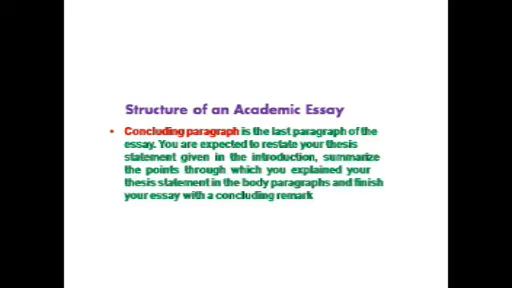 Structure of an Academic Essay
• Concluding paragraph is the last paragraph of the
essay. You are expected to restate your thesis
statement given in the introduction, summarize
the points through which you explained your
thesis statement in the body paragraphs and finish
your essay with a concluding remark